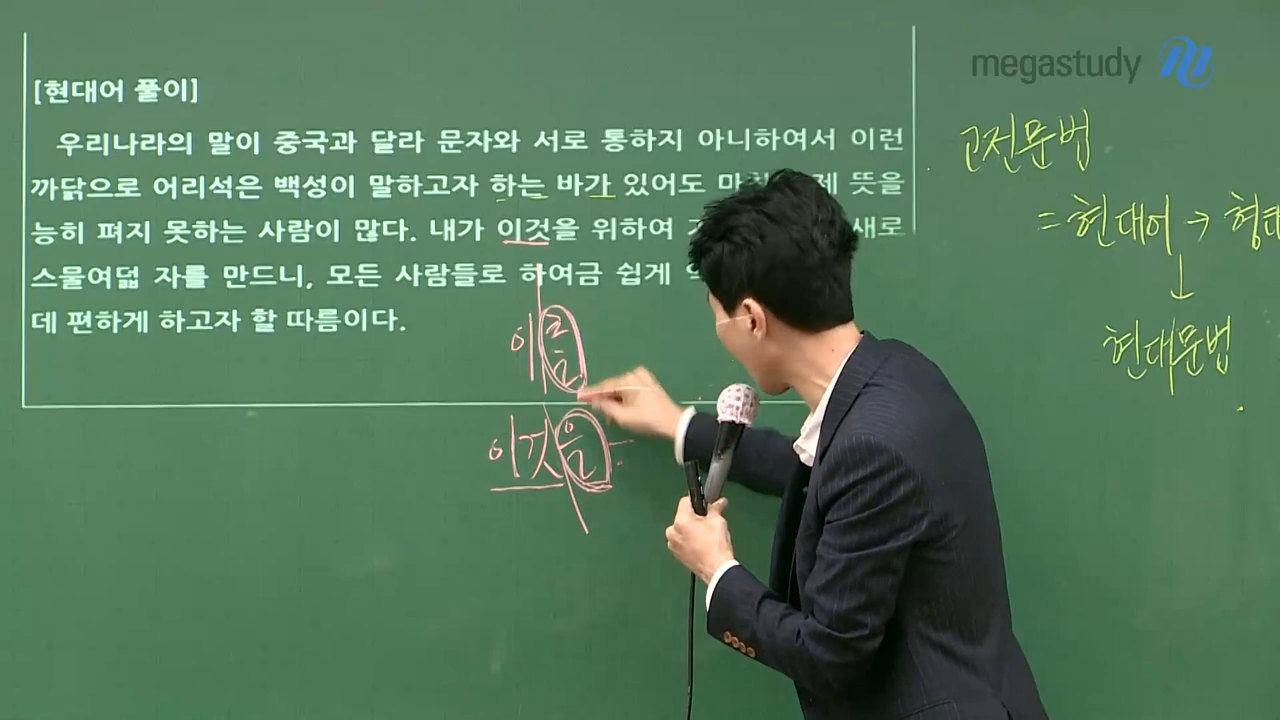 megastudy
[현대어 풀이]
우리나라의 말이 중국과 달라 문자와 서로 통하지 아니하여서 이런
까닭으로 어리석은 백성이 말하고자 하는 바가 있어도 뜻을
능히 펴지 못하는 사람이 많다. 내가 이것을 위하여 새로
스물여덟 자를 만드니, 모든 사람들로 하여금 쉽게
데 편하게 하고자 할 따름이다.
이를
이것을
고전문법
= 현대어 → 형태
↓
현대문법